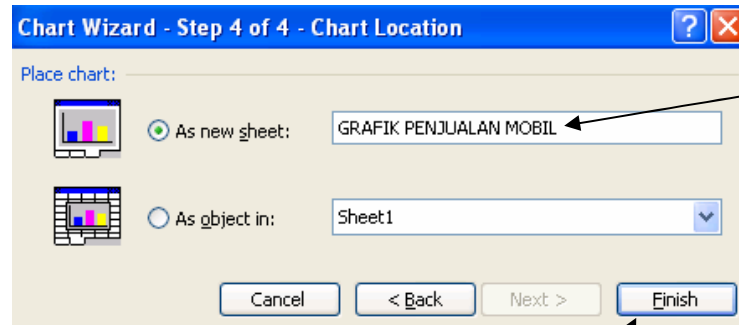 Chart Wizard - Step 4 of 4 - Chart Location
Place chart:
As new sheet: GRAFIK PENJUALAN MOBIL
As object in: Sheet1
Cancel < Back Next > Finish